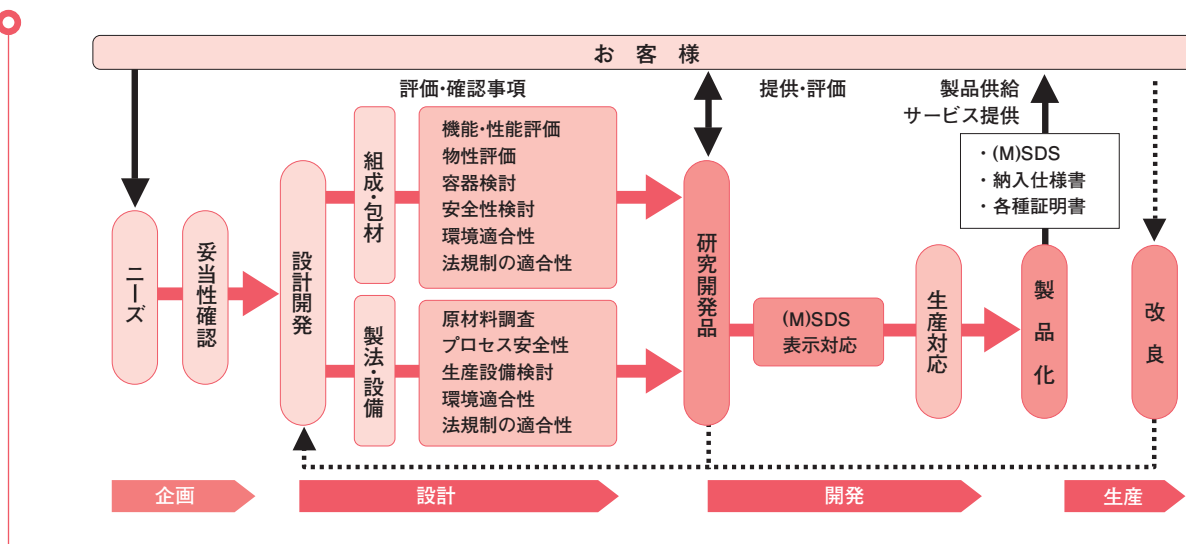 お 客 様
評価・確認事項
提供・評価
製品供給
サービス提供
・(M)SDS
・納入仕様書
・各種証明書
ニーズ
妥当性確認
設計開発
組成・包材
機能・性能評価
物性評価
容器検討
安全性検討
環境適合性
法規制の適合性
製法・設備
原材料調査
プロセス安全性
生産設備検討
環境適合性
法規制の適合性
研究開発品
(M)SDS
表示対応
生産対応
製品化
改良
企画
設計
開発
生産